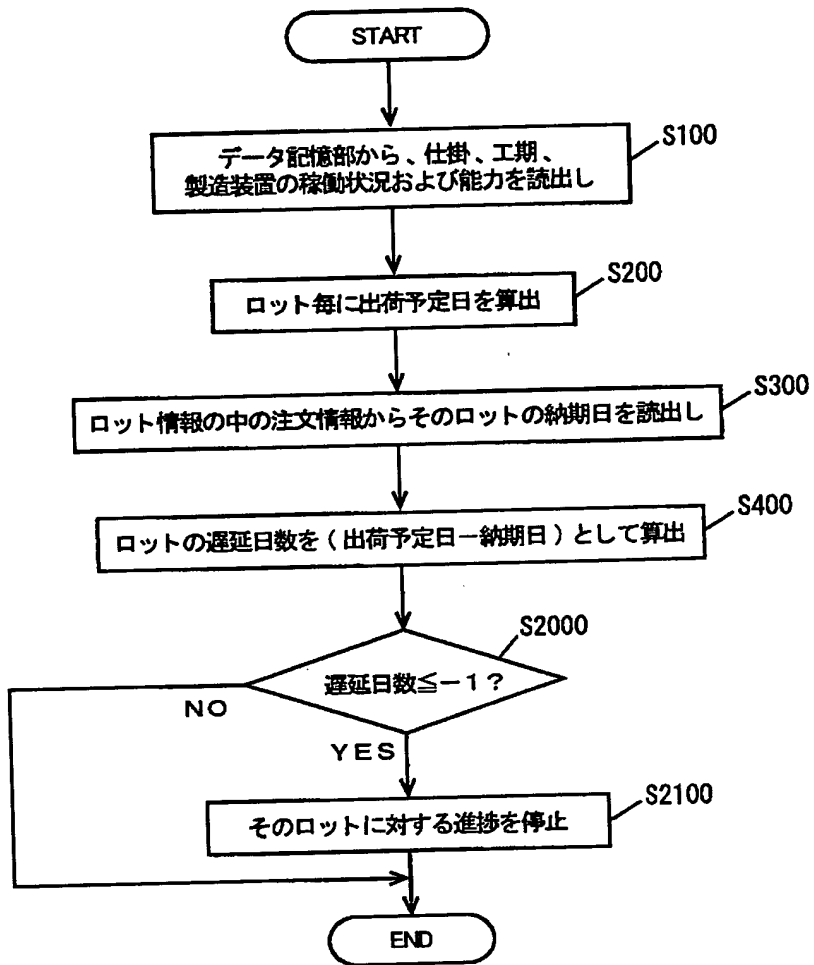 START
S100
データ記憶部から、仕掛、工期、
製造装置の稼働状況および能力を読出し
S200
ロット毎に出荷予定日を算出
S300
ロット情報の中の注文情報からそのロットの納期日を読出し
S400
ロットの遅延日数を(出荷予定日ー納期日)として算出
S2000
遅延日数≦－1?
NO
YES
S2100
そのロットに対する進捗を停止
END